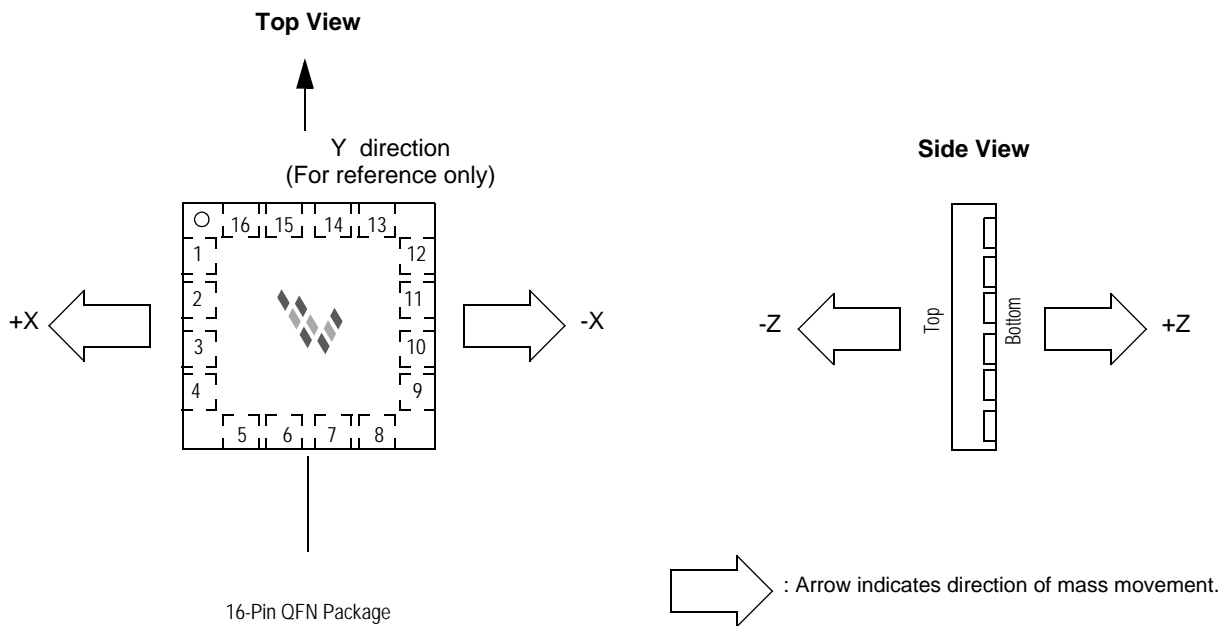 Top View
Y direction
(For reference only)
Side View
16 15 14 13
1
2
3
4
12
11
10
9
5 6 7 8
+X
-X
-Z
Top
Bottom
+Z
: Arrow indicates direction of mass movement.
16-Pin QFN Package